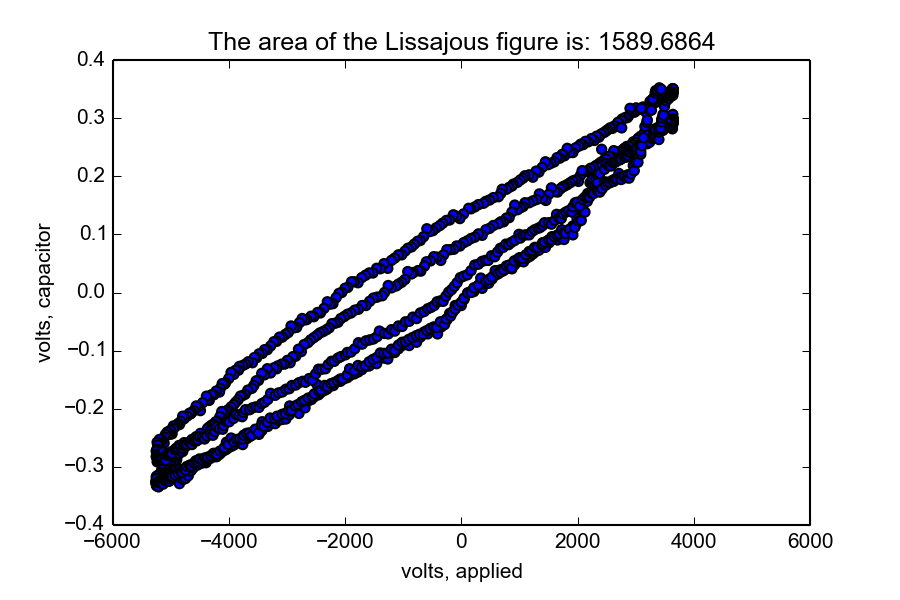 The area of the Lissajous figure is: 1589.6864
0.4
0.3
0.2
0.1
0.0
−0.1
−0.2
−0.3
−0.4
volts, capacitor
−6000 −4000 −2000 0 2000 4000 6000
volts, applied